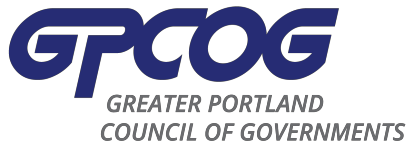 GPCOG
GREATER PORTLAND
COUNCIL OF GOVERNMENTS